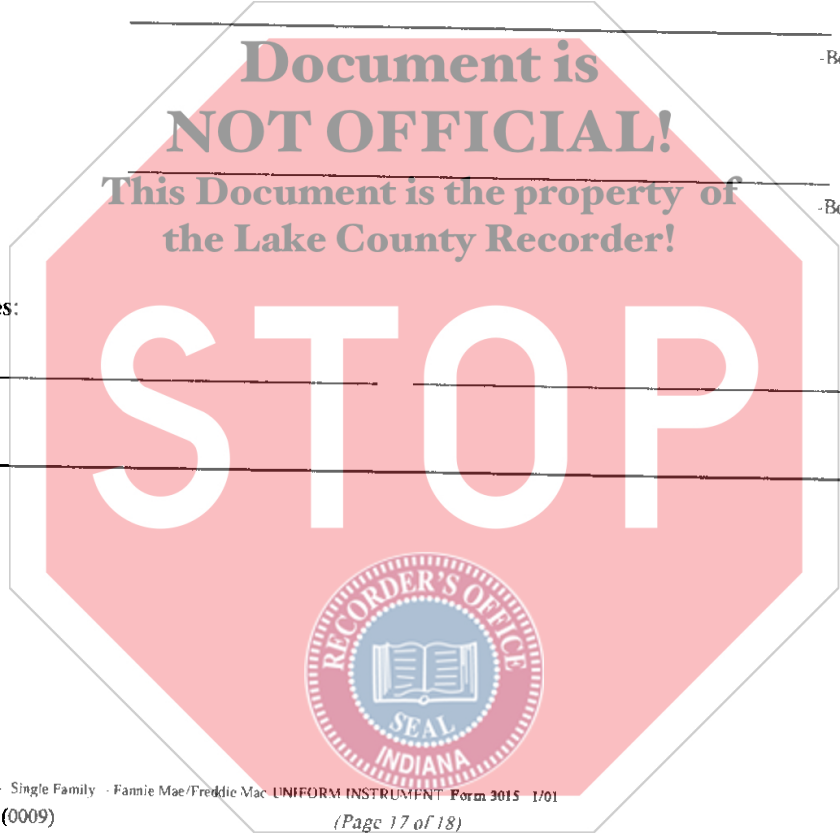 Document is
-Bo
NOT OFFICIAL!
This Document is the property of
-Bo
the Lake County Recorder!
es:
STOP
RECORDER'S OFFICE
SEAL
INDIANA
- Single Family - Fannie Mae/Freddie Mac UNIFORM INSTRUMENT Form 3015 1/01
(0009)
(Page 17 of 18)